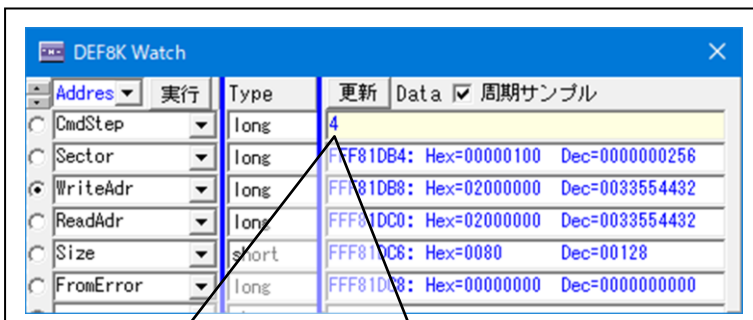 DEF8K Watch
Addres 実行 Type 更新 Data 周期サンプル
CmdStep long 4
Sector long FFF81DB4: Hex=00000100 Dec=0000000256
WriteAdr long FFF81DB8: Hex=02000000 Dec=0033554432
ReadAdr long FFF81DC0: Hex=02000000 Dec=0033554432
Size short FFF81DC6: Hex=0080 Dec=00128
FromError long FFF81DC8: Hex=00000000 Dec=0000000000